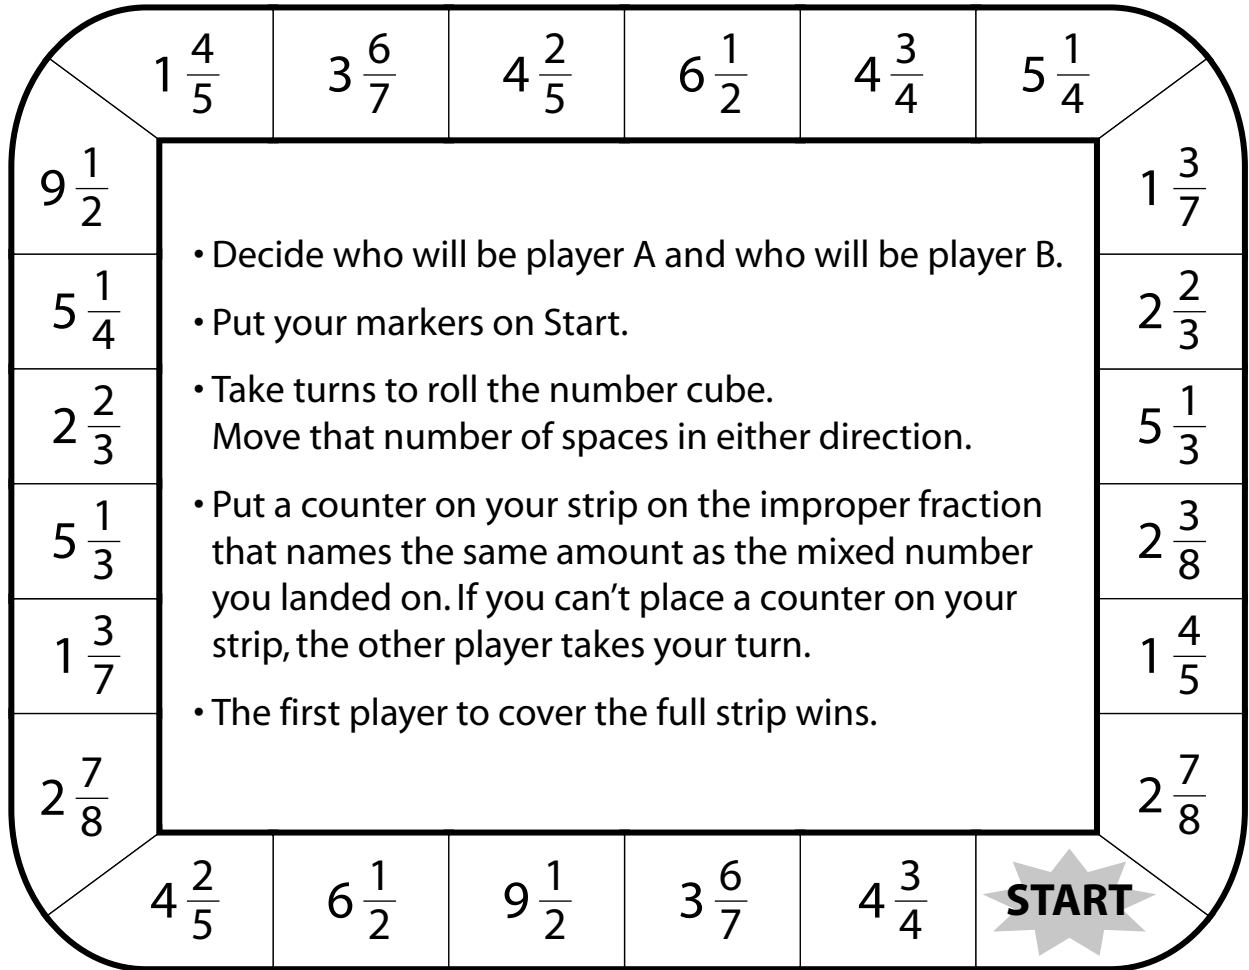 1 4/5 3 6/7 4 2/5 6 1/2 4 3/4 5 1/4
9 1/2
1 3/7
5 1/4
2 2/3
2 2/3
5 1/3
5 1/3
2 3/8
1 3/7
1 4/5
2 7/8
2 7/8
• Decide who will be player A and who will be player B.
• Put your markers on Start.
• Take turns to roll the number cube.
Move that number of spaces in either direction.
• Put a counter on your strip on the improper fraction
that names the same amount as the mixed number
you landed on. If you can’t place a counter on your
strip, the other player takes your turn.
• The first player to cover the full strip wins.
4 2/5 6 1/2 9 1/2 3 6/7 4 3/4 START